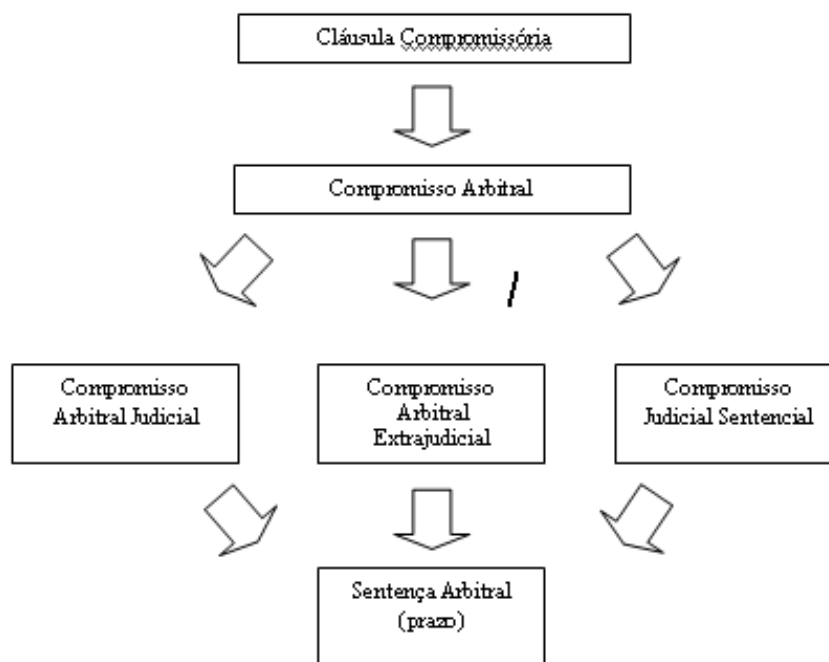 Cláusula Compromissória
Compromisso Arbitral
Compromisso
Arbitral Judicial
Compromisso
Arbitral
Extrajudicial
Compromisso
Judicial Sentencial
Sentença Arbitral
(prazo)